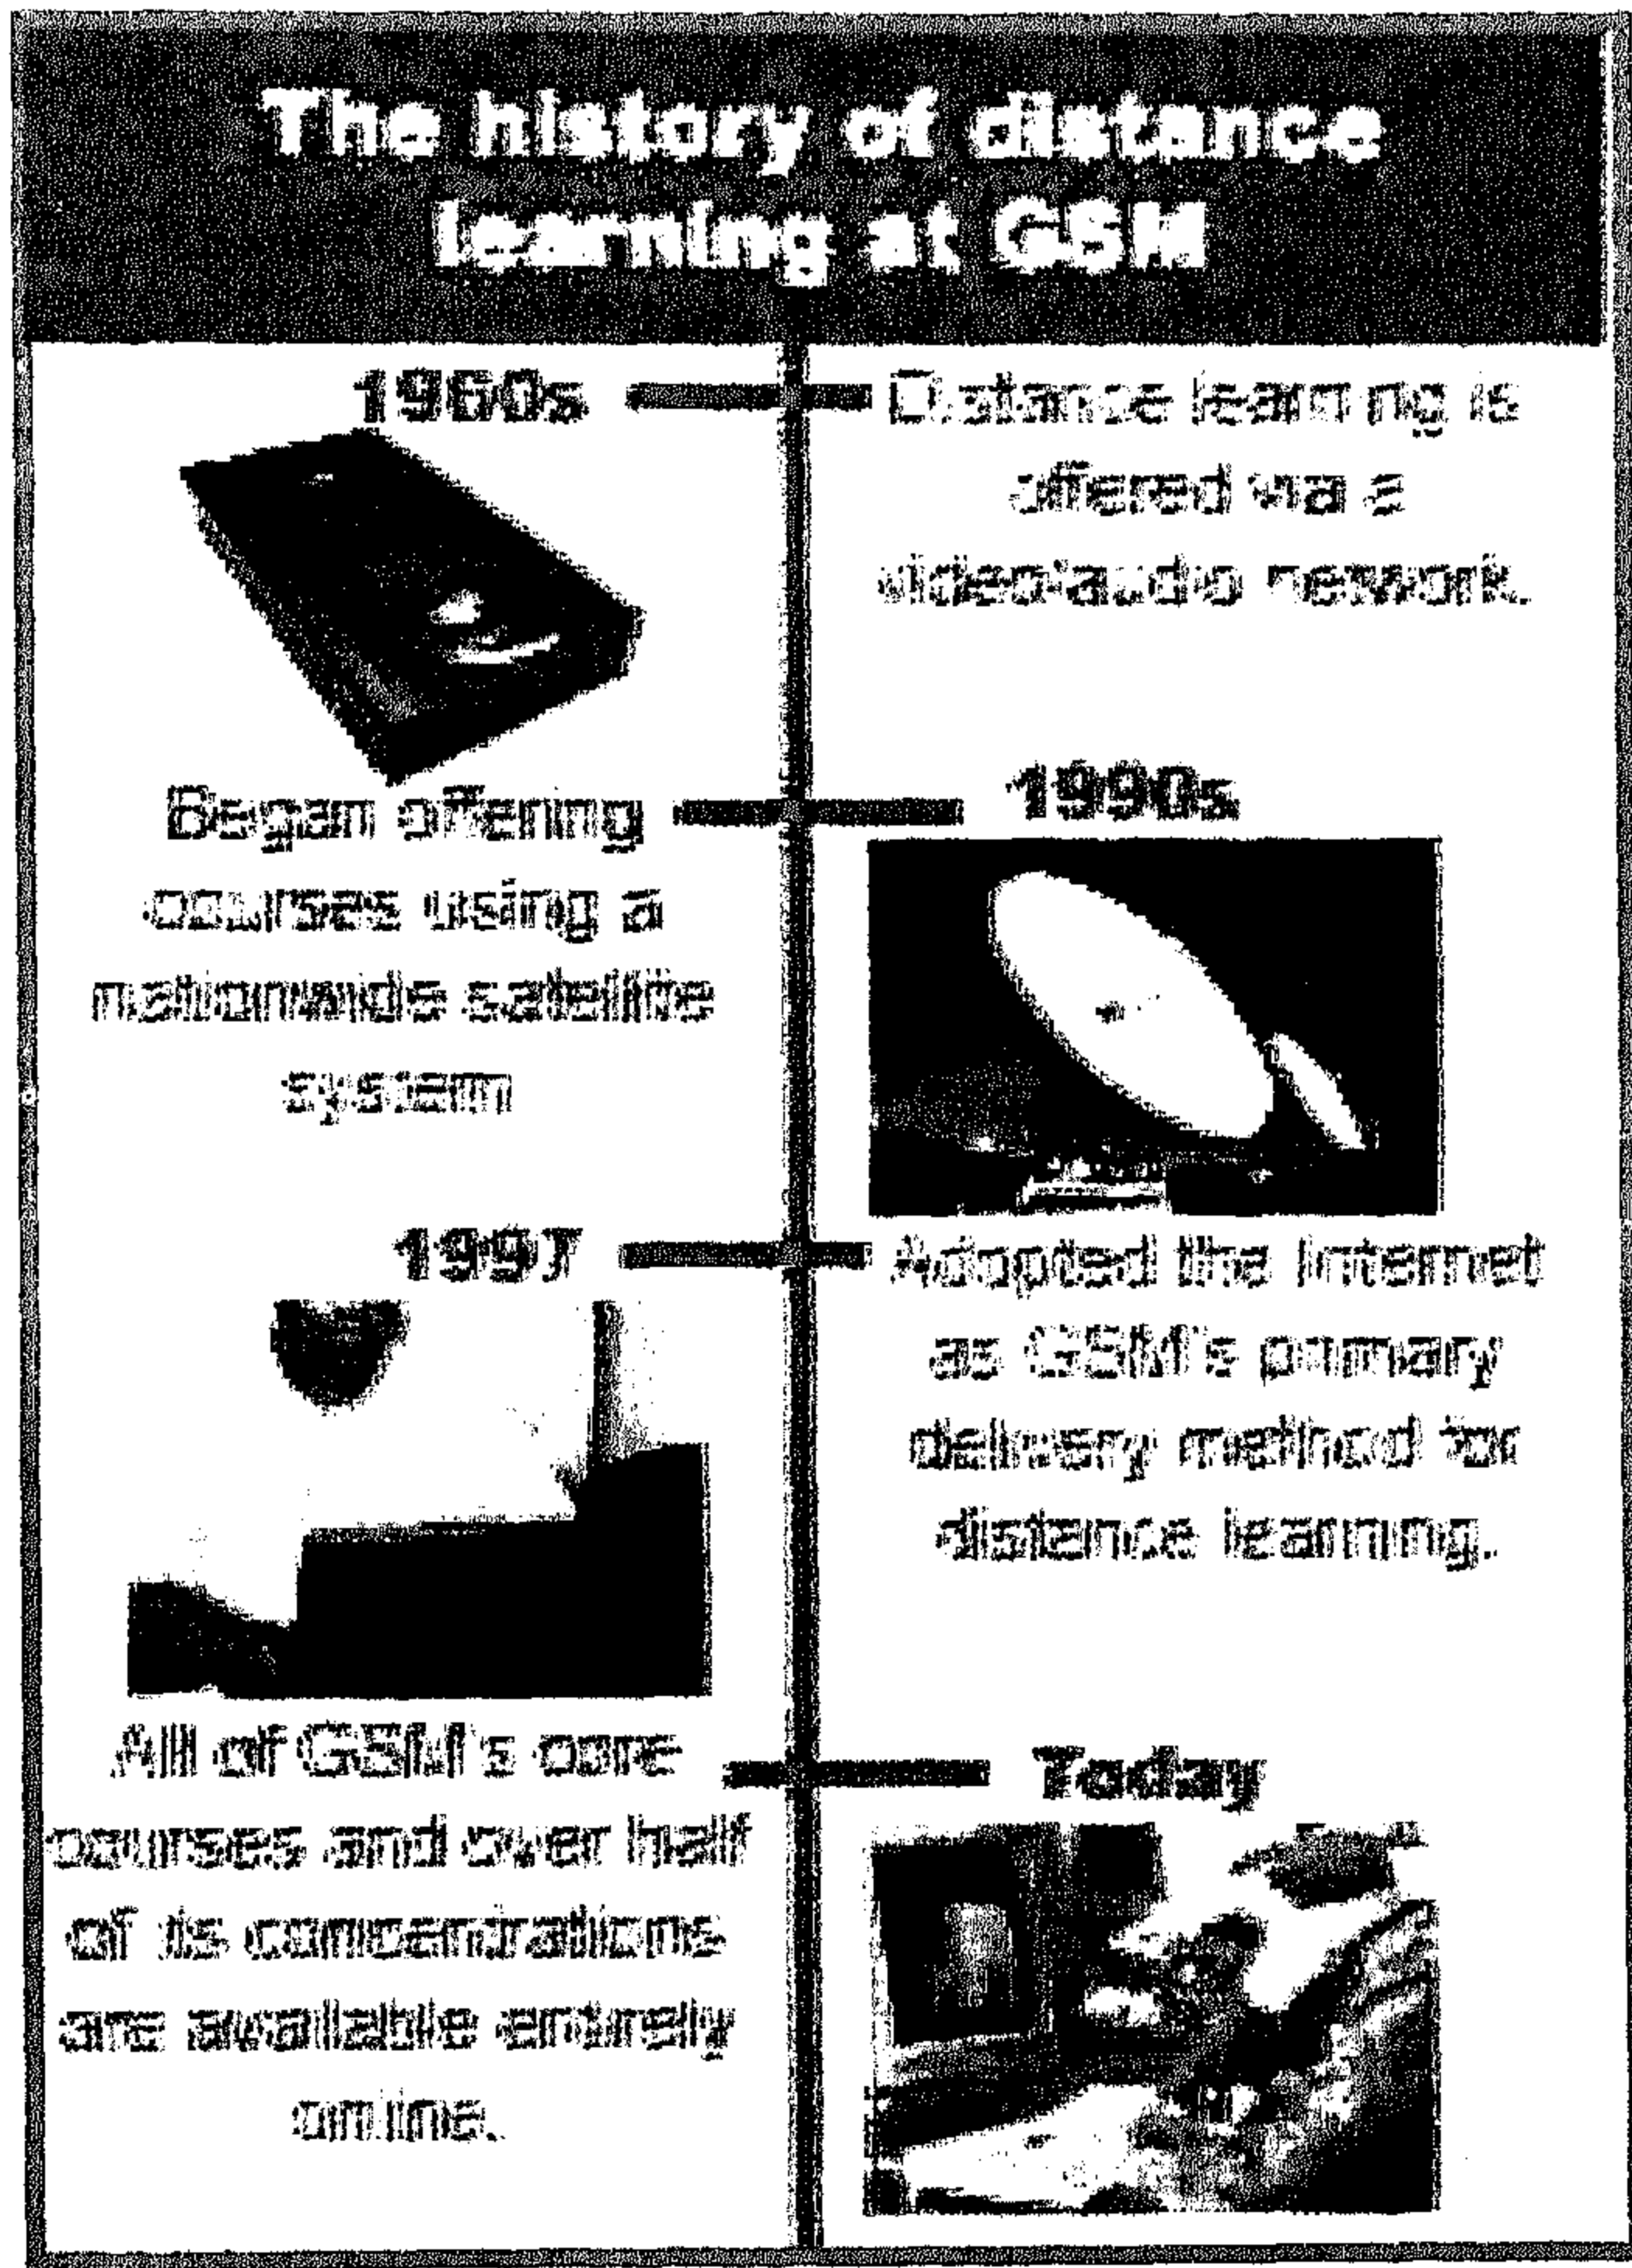 The history of distance
learning at GSM
1960s
Distance learning is
offered via a
video/audio network.
1990s
Began offering
courses using a
nationwide satellite
system
1997
Adopted the Internet
as GSM's primary
delivery method for
distance learning.
Today
All of GSM's core
courses and over half
of its concentrations
are available entirely
online.